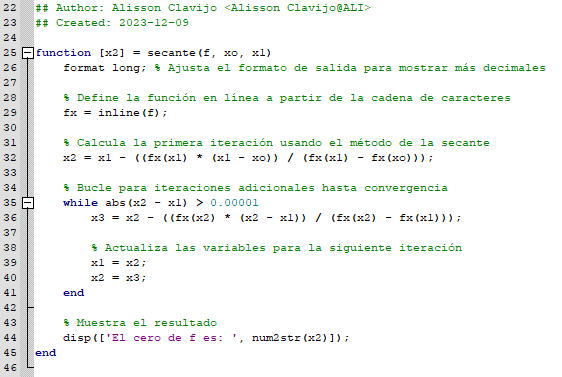 22 ## Author: Alisson Clavijo <Alisson Clavijo@ALI>
23 ## Created: 2023-12-09
24
25 function [x2] = secante(f, xo, x1)
26 format long; % Ajusta el formato de salida para mostrar más decimales
27
28 % Define la función en línea a partir de la cadena de caracteres
29 fx = inline(f);
30
31 % Calcula la primera iteración usando el método de la secante
32 x2 = x1 - ((fx(x1) * (x1 - xo)) / (fx(x1) - fx(xo)));
33
34 % Bucle para iteraciones adicionales hasta convergencia
35 while abs(x2 - x1) > 0.00001
36 x3 = x2 - ((fx(x2) * (x2 - x1)) / (fx(x2) - fx(x1)));
37
38 % Actualiza las variables para la siguiente iteración
39 x1 = x2;
40 x2 = x3;
41 end
42
43 % Muestra el resultado
44 disp(['El cero de f es: ', num2str(x2)]);
45 end
46